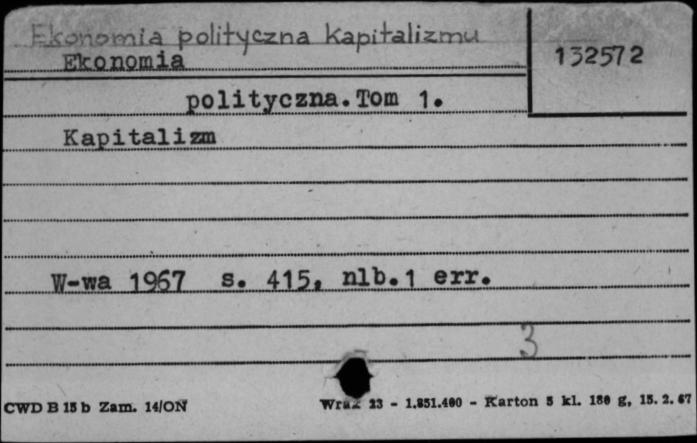 Ekonomia polityczna kapitalizmu
132572
Ekonomia
polityczna.Tom 1.
Kapitalizm
W-wa 1967 s. 415, nlb.1 err.
3
CWD B 15 b Zam. 14/ON
23 - 1.851.400 - Karton 5 kl. 180 g, 15.2.67